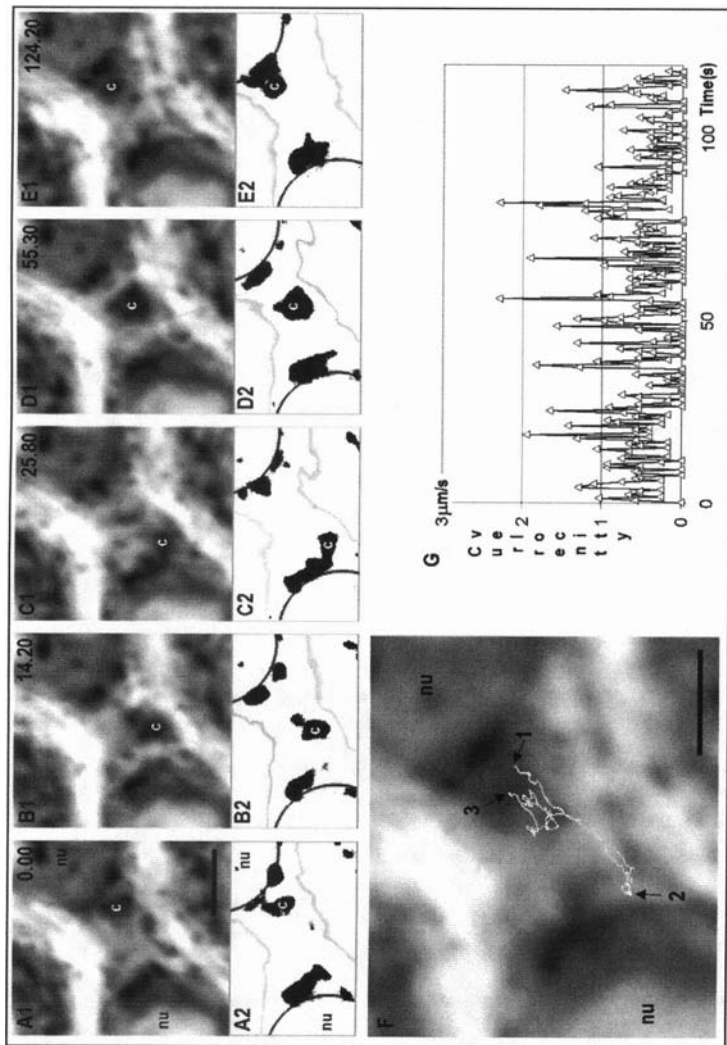 A1 0.00
nu
nu
c
B1 14.20
c
C1 25.80
c
D1 55.30
c
E1 124.20
c
A2
nu
nu
c
B2
c
C2
c
D2
c
E2
c
F
nu
nu
1
2
3
G
3μm/s
C v
u e
r l
r o
e c
n i
t t
y
2
1
0
0 50 100 Time(s)